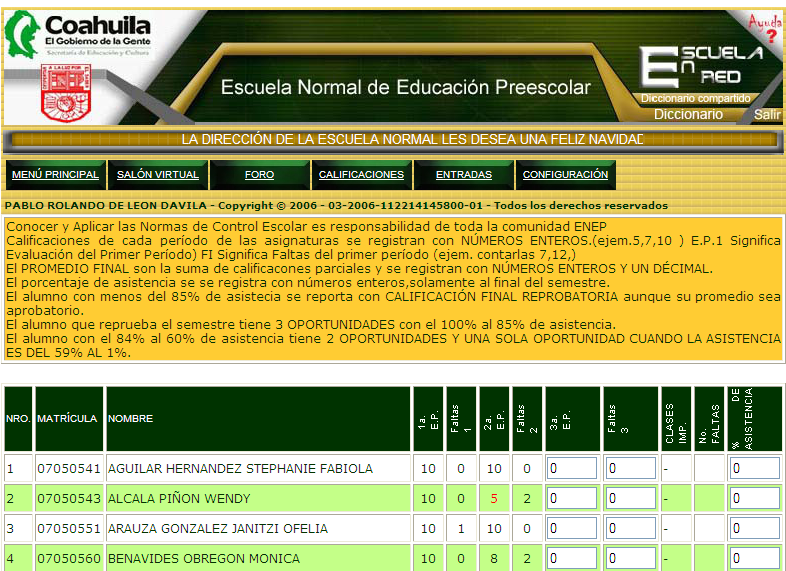 Coahuila
El Gobierno de la Gente
Secretaría de Educación y Cultura
Ayuda
?
Escuela Normal de Educación Preescolar
ESCUELA
EN RED
Diccionario compartido
Diccionario
Salir
LA DIRECCIÓN DE LA ESCUELA NORMAL LES DESEA UNA FELIZ NAVIDAD
MENÚ PRINCIPAL SALÓN VIRTUAL FORO CALIFICACIONES ENTRADAS CONFIGURACIÓN
PABLO ROLANDO DE LEON DAVILA - Copyright © 2006 - 03-2006-112214145800-01 - Todos los derechos reservados
Conocer y Aplicar las Normas de Control Escolar es responsabilidad de toda la comunidad ENEP
Calificaciones de cada período de las asignaturas se registran con NÚMEROS ENTEROS.(ejem.5,7,10 ) E.P.1 Significa
Evaluación del Primer Período) FI Significa Faltas del primer período (ejem. contarlas 7,12,)
El PROMEDIO FINAL son la suma de calificacones parciales y se registran con NÚMEROS ENTEROS Y UN DÉCIMAL.
El porcentaje de asistencia se se registra con números enteros,solamente al final del semestre.
El alumno con menos del 85% de asistecia se reporta con CALIFICACIÓN FINAL REPROBATORIA aunque su promedio sea
aprobatorio.
El alumno que reprueba el semestre tiene 3 OPORTUNIDADES con el 100% al 85% de asistencia.
El alumno con el 84% al 60% de asistencia tiene 2 OPORTUNIDADES Y UNA SOLA OPORTUNIDAD CUANDO LA ASISTENCIA
ES DEL 59% AL 1%.
NRO. MATRÍCULA NOMBRE 1a. E.P. Faltas 1 2a. E.P. Faltas 2 3a. E.P. Faltas 3 CLASES IMP. No. FALTAS % DE ASISTENCIA
1 07050541 AGUILAR HERNANDEZ STEPHANIE FABIOLA 10 0 10 0 0 0 - 0
2 07050543 ALCALA PIÑON WENDY 10 0 5 2 0 0 - 0
3 07050551 ARAUZA GONZALEZ JANITZI OFELIA 10 1 10 0 0 0 - 0
4 07050560 BENAVIDES OBREGON MONICA 10 0 8 2 0 0 - 0